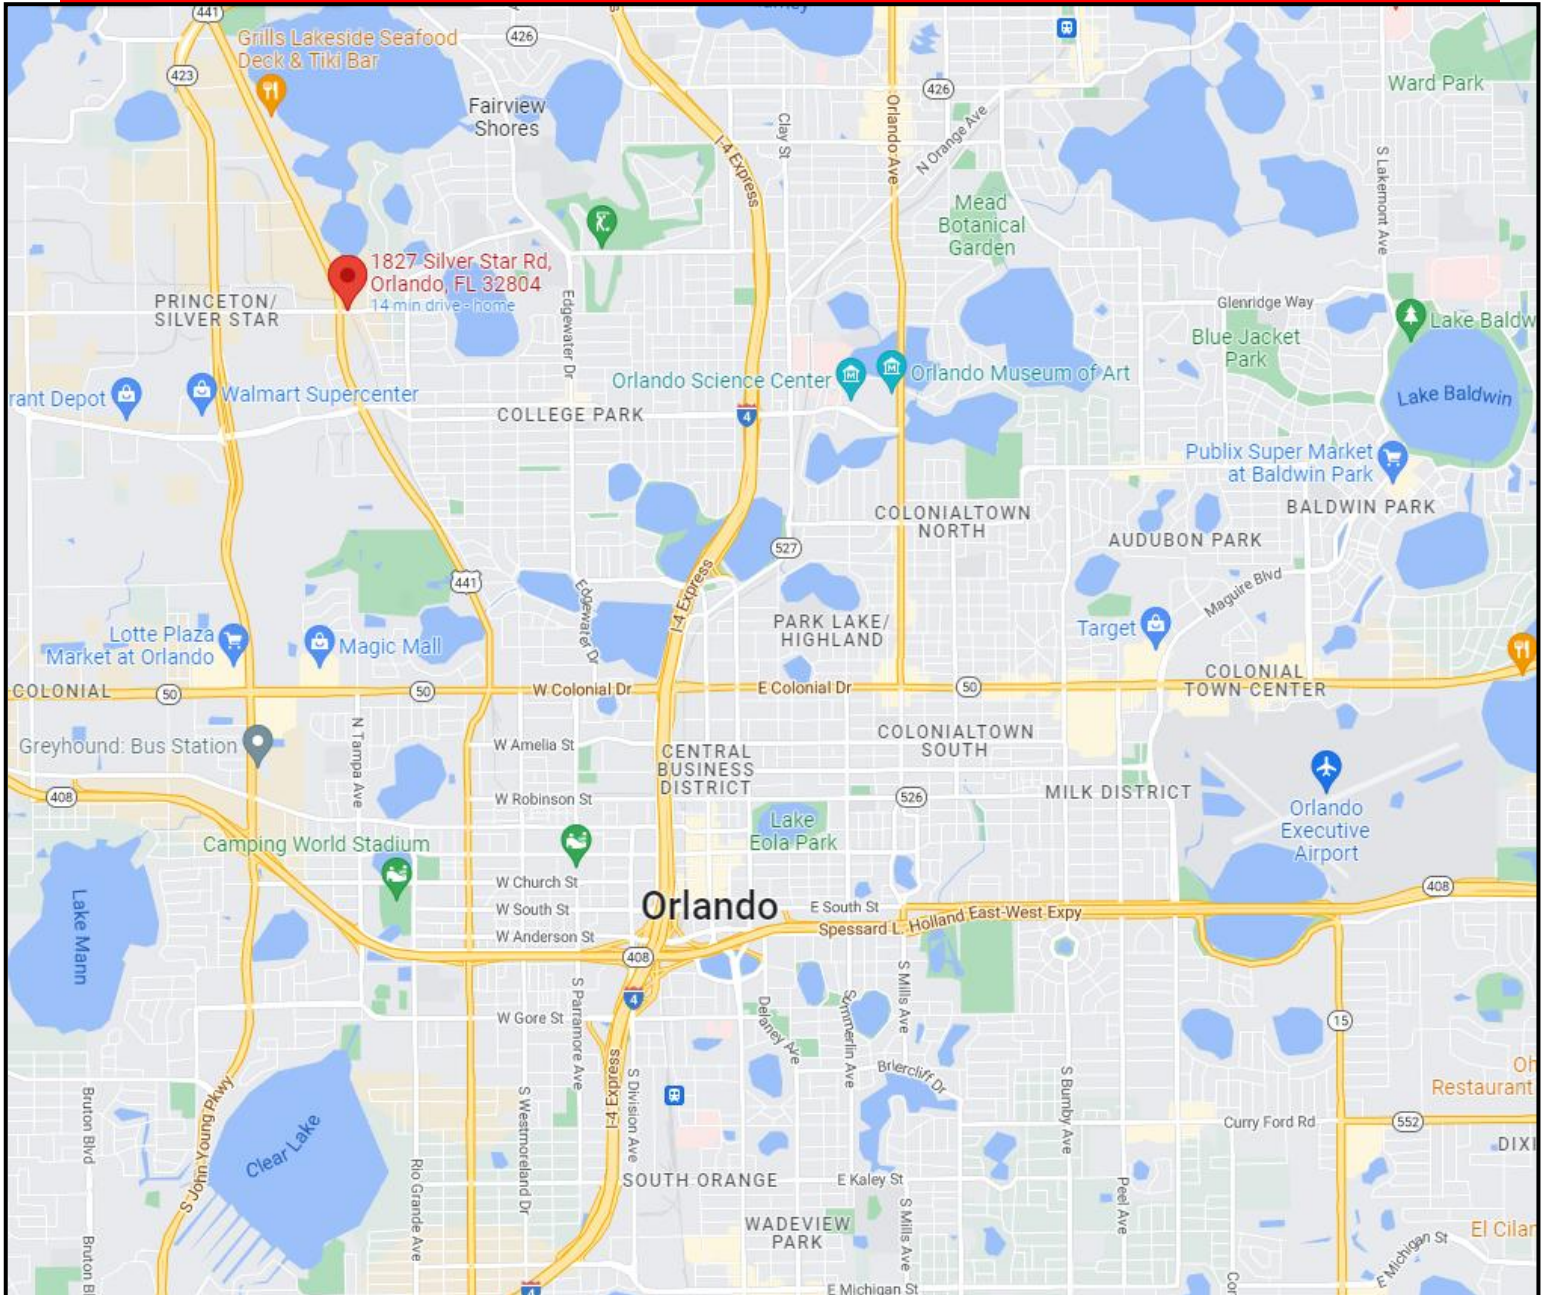 441
Grills Lakeside Seafood
Deck & Tiki Bar
426
423
Fairview
Shores
Clay St
Orlando Ave
426
N Orange Ave
Ward Park
I-4 Express
S Lakemont Ave
Mead
Botanical
Garden
1827 Silver Star Rd,
Orlando, FL 32804
14 min drive - home
PRINCETON/
SILVER STAR
Edgewater Dr
Glenridge Way
Blue Jacket
Park
Lake Baldw
rant Depot
Walmart Supercenter
Orlando Science Center
Orlando Museum of Art
Lake Baldwin
COLLEGE PARK
4
Publix Super Market
at Baldwin Park
BALDWIN PARK
COLONIALTOWN
NORTH
AUDUBON PARK
527
441
Edgewater Dr
I-4 Express
Maguire Blvd
PARK LAKE/
HIGHLAND
Target
Lotte Plaza
Market at Orlando
Magic Mall
COLONIAL
50
50
W Colonial Dr
E Colonial Dr
50
COLONIAL
TOWN CENTER
Greyhound: Bus Station
N Tampa Ave
W Amelia St
CENTRAL
BUSINESS
DISTRICT
COLONIALTOWN
SOUTH
408
W Robinson St
526
MILK DISTRICT
Orlando
Executive
Airport
Lake
Eola Park
Camping World Stadium
W Church St
408
Lake Mann
W South St
Orlando
E South St
Spessard L. Holland East-West Expy
W Anderson St
408
4
S Parramore Ave
S Mills Ave
Summerlin Ave
Delaney Ave
W Gore St
15
I-4 Express
S Division Ave
Briercliff Dr
S Bumby Ave
Oh
Restaurant
Bruton Blvd
S John Young Pkwy
Clear Lake
S Westmoreland Dr
Curry Ford Rd
552
DIXI
Rio Grande Ave
SOUTH ORANGE
E Kaley St
S Mills Ave
Peel Ave
WADEVIEW
PARK
El Cilan
Bruton Bl
4
E Michigan St
Cor
E Michigan St